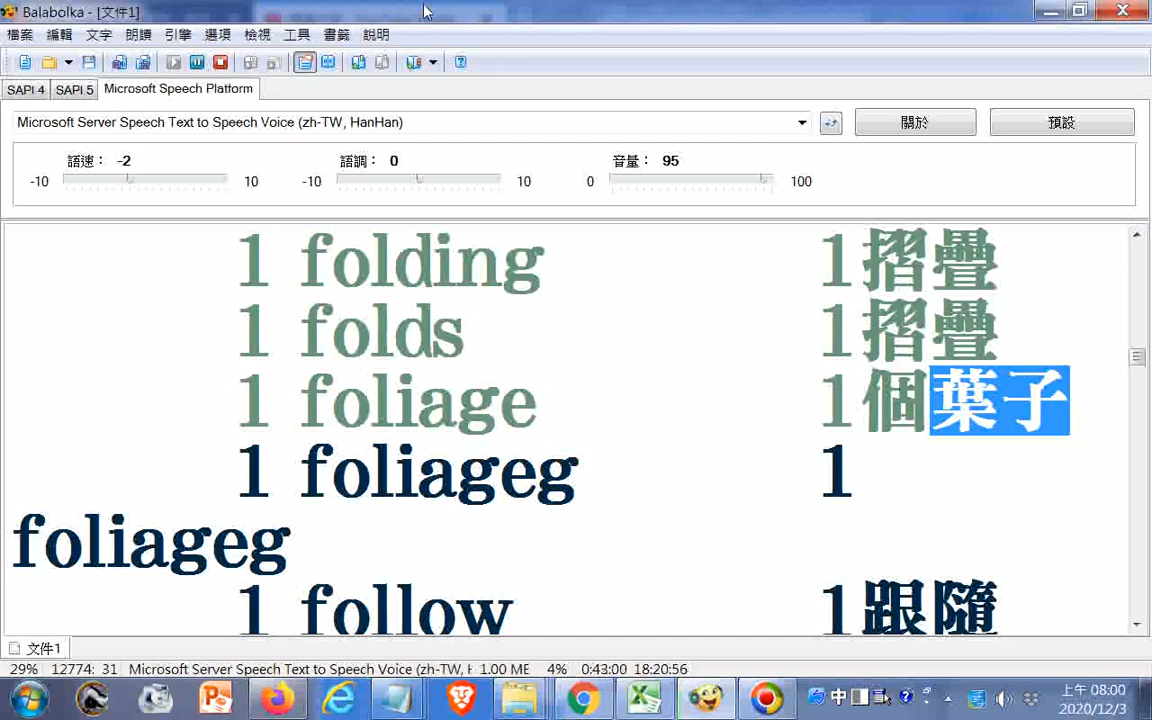 Balabolka - [文件1]
檔案 編輯 文字 朗讀 引擎 選項 檢視 工具 書籤 說明
SAPI 4 SAPI 5 Microsoft Speech Platform
Microsoft Server Speech Text to Speech Voice (zh-TW, HanHan) 關於 預設
語速： -2 語調： 0 音量： 95
-10 10 -10 10 0 100
1 folding 1摺疊
1 folds 1摺疊
1 foliage 1個葉子
1 foliageg 1
foliageg
1 follow 1跟隨
文件1
29% 12774: 31 Microsoft Server Speech Text to Speech Voice (zh-TW, 1.00 ME 4% 0:43:00 18:20:56
中 上午 08:00
2020/12/3